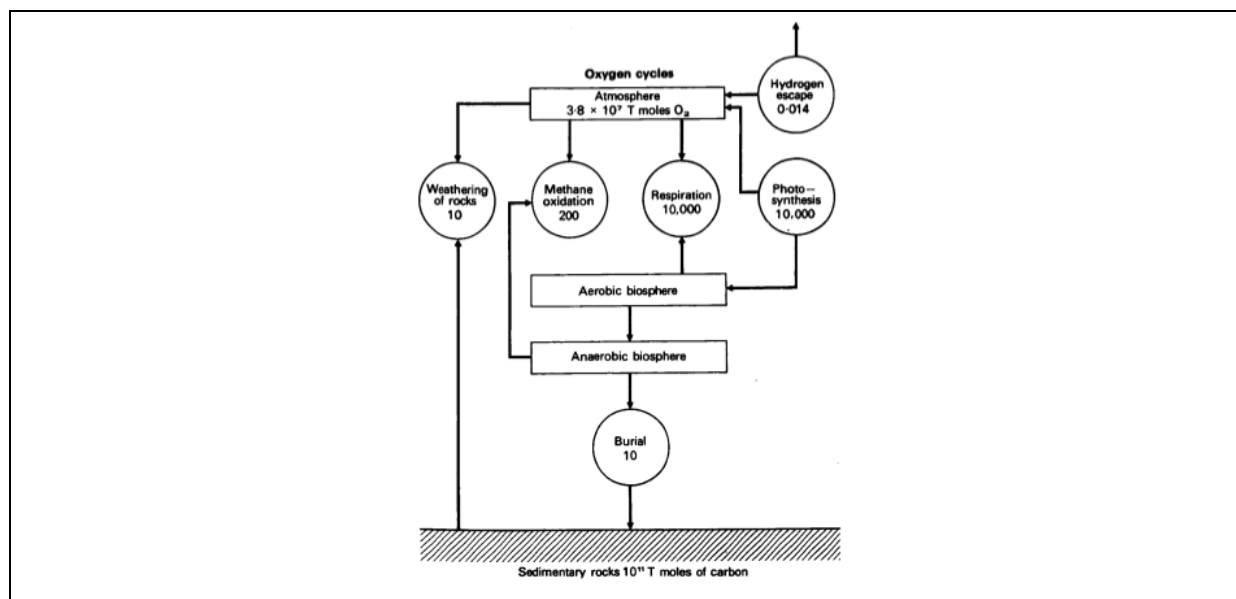 Oxygen cycles
Atmosphere
3·8 × 10⁷ T moles O₂
Hydrogen
escape
0·014
Weathering
of rocks
10
Methane
oxidation
200
Respiration
10,000
Photo—
synthesis
10,000
Aerobic biosphere
Anaerobic biosphere
Burial
10
Sedimentary rocks 10¹¹ T moles of carbon